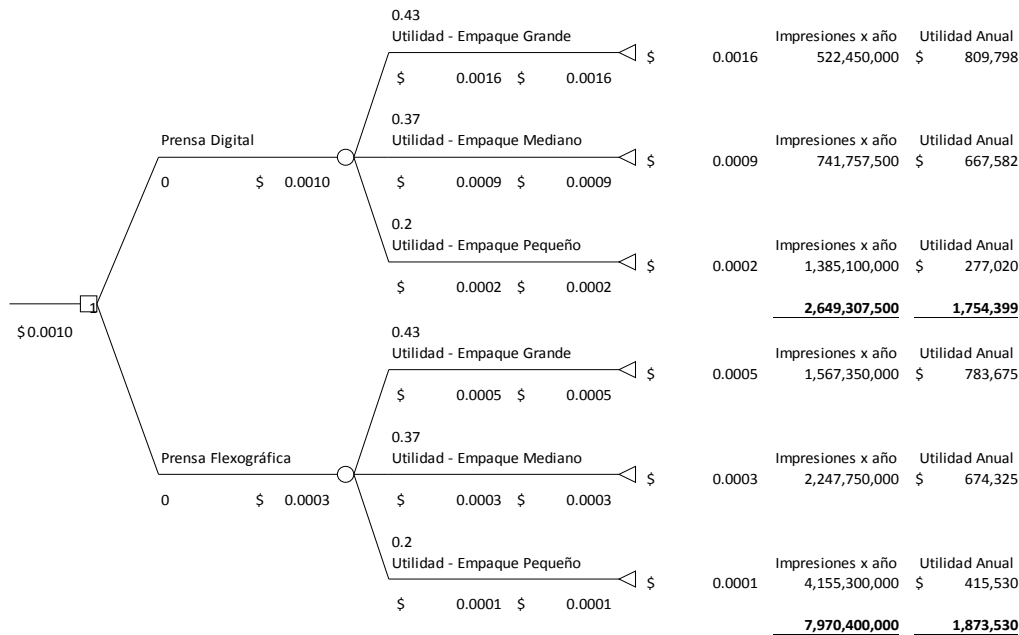 0.43
Utilidad - Empaque Grande Impresiones x año Utilidad Anual
$ 0.0016 522,450,000 $ 809,798
$ 0.0016 $ 0.0016
0.37
Prensa Digital Utilidad - Empaque Mediano Impresiones x año Utilidad Anual
$ 0.0009 741,757,500 $ 667,582
0 $ 0.0010 $ 0.0009 $ 0.0009
0.2
Utilidad - Empaque Pequeño Impresiones x año Utilidad Anual
$ 0.0002 1,385,100,000 $ 277,020
$ 0.0002 $ 0.0002
1 2,649,307,500 1,754,399
$ 0.0010
0.43
Utilidad - Empaque Grande Impresiones x año Utilidad Anual
$ 0.0005 1,567,350,000 $ 783,675
$ 0.0005 $ 0.0005
0.37
Prensa Flexográfica Utilidad - Empaque Mediano Impresiones x año Utilidad Anual
$ 0.0003 2,247,750,000 $ 674,325
0 $ 0.0003 $ 0.0003 $ 0.0003
0.2
Utilidad - Empaque Pequeño Impresiones x año Utilidad Anual
$ 0.0001 4,155,300,000 $ 415,530
$ 0.0001 $ 0.0001
7,970,400,000 1,873,530